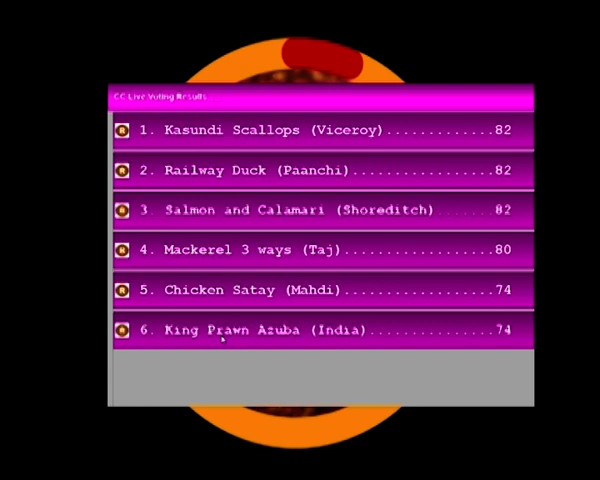 CC Live Voting Results
1. Kasundi Scallops (Viceroy).............82
2. Railway Duck (Paanchi).................82
3. Salmon and Calamari (Shoreditch).......82
4. Mackerel 3 ways (Taj)..................80
5. Chicken Satay (Mahdi)..................74
6. King Prawn Azuba (India)...............74